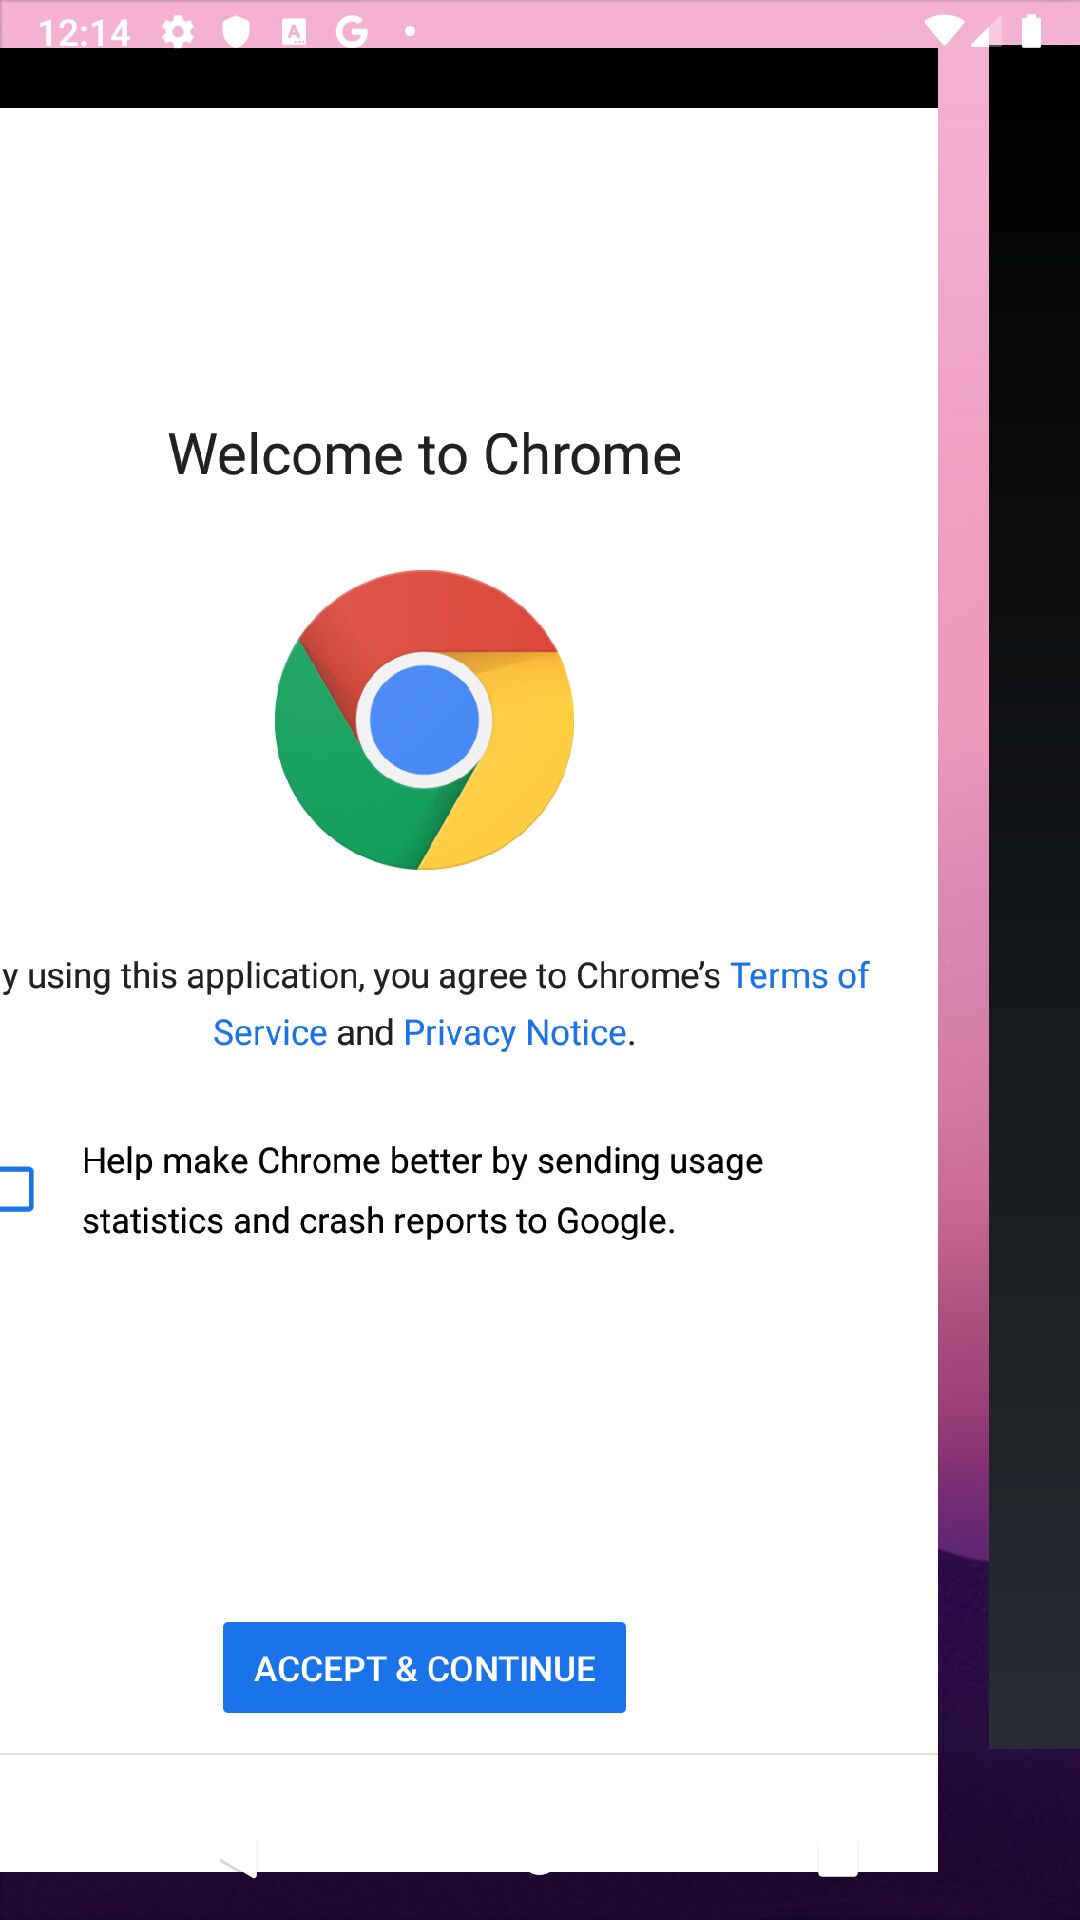 12:14
Welcome to Chrome
y using this application, you agree to Chrome's Terms of
Service and Privacy Notice.
Help make Chrome better by sending usage
statistics and crash reports to Google.
ACCEPT & CONTINUE